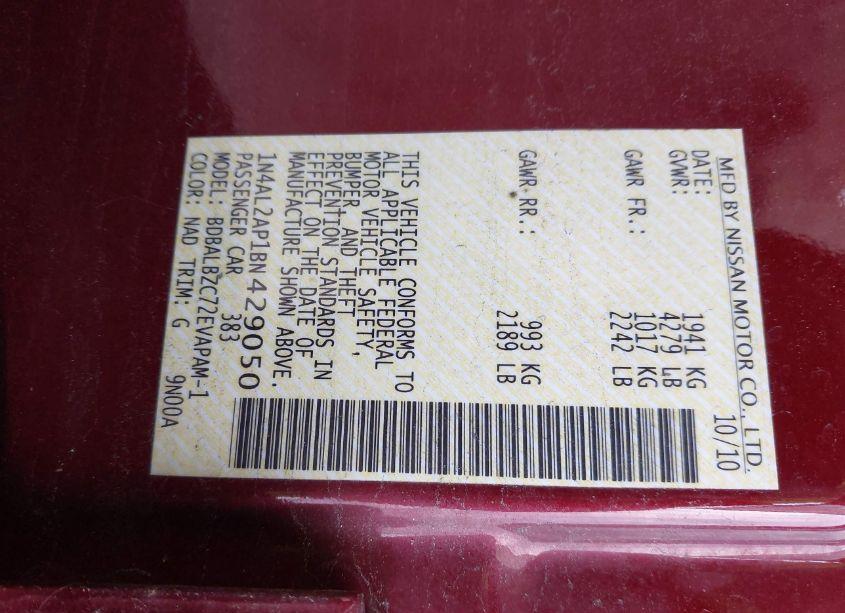 MFD BY NISSAN MOTOR CO., LTD.
DATE: 10/10
GVWR: 1941 KG
4279 LB
GAWR FR.: 1017 KG
2242 LB
GAWR RR.: 993 KG
2189 LB
THIS VEHICLE CONFORMS TO
ALL APPLICABLE FEDERAL
MOTOR VEHICLE SAFETY,
BUMPER, AND THEFT
PREVENTION STANDARDS IN
EFFECT ON THE DATE OF
MANUFACTURE SHOWN ABOVE.
1N4AL2AP1BN429050
PASSENGER CAR 383
MODEL: BDBALBZC72EVAPAM-1
COLOR: NAD TRIM: G 9N00A